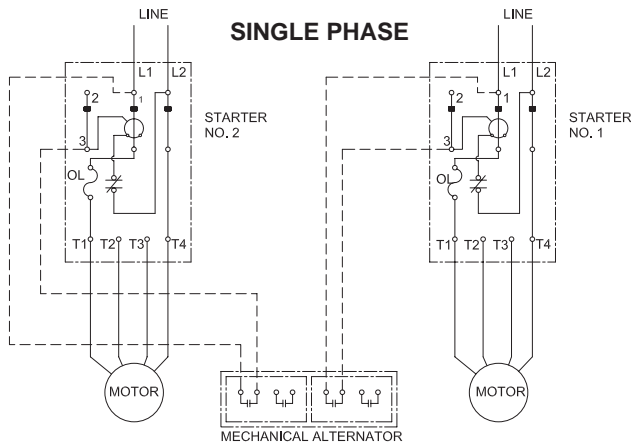 LINE
SINGLE PHASE
LINE
L1 L2
L1 L2
2 1
2 1
STARTER
NO. 2
STARTER
NO. 1
3
3
OL
OL
T1 T2 T3 T4
T1 T2 T3 T4
MOTOR
MOTOR
MECHANICAL ALTERNATOR